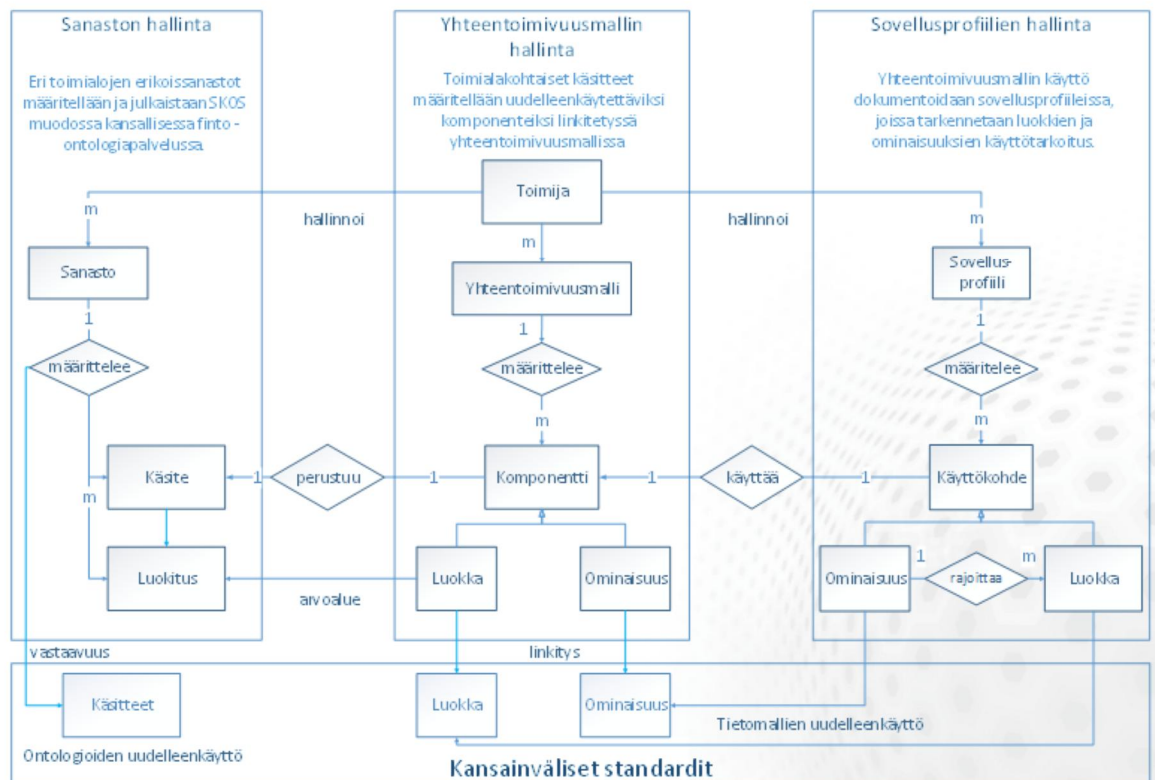 Sanaston hallinta
Eri toimialojen erikoissanastot
määritellään ja julkaistaan SKOS
muodossa kansallisessa finto -
ontologiapalvelussa.
Yhteentoimivuusmallin
hallinta
Toimialakohtaiset käsitteet
määritellään uudelleenkäytettäviksi
komponenteiksi linkitetyssä
yhteentoimivuusmallissa
Sovellusprofiilien hallinta
Yhteentoimivuusmallin käyttö
dokumentoidaan sovellusprofiileissa,
joissa tarkennetaan luokkien ja
ominaisuuksien käyttötarkoitus.
Toimija
m
hallinnoi
m
hallinnoi
m
Sanasto
Yhteentoimivuusmalli
Sovellus-
profiili
1
1
1
määrittelee
määrittelee
määritelee
m
m
m
Käsite
1
perustuu
1
Komponentti
1
käyttää
1
Käyttökohde
Luokitus
arvoalue
Luokka
Ominaisuus
Ominaisuus
1
rajoittaa
m
Luokka
vastaavuus
linkitys
Käsitteet
Luokka
Ominaisuus
Tietomallien uudelleenkäyttö
Ontologioiden uudelleenkäyttö
Kansainväliset standardit